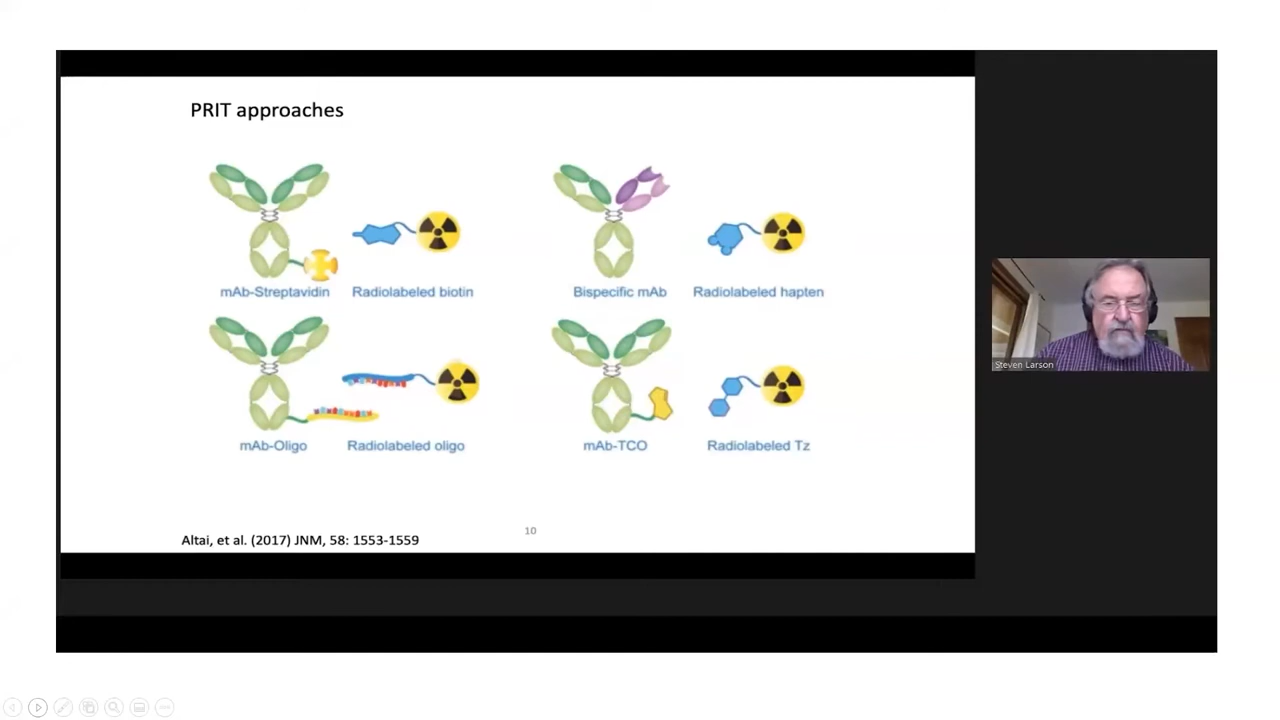 PRIT approaches
mAb-Streptavidin
Radiolabeled biotin
Bispecific mAb
Radiolabeled hapten
mAb-Oligo
Radiolabeled oligo
mAb-TCO
Radiolabeled Tz
10
Altai, et al. (2017) JNM, 58: 1553-1559
Steven Larson